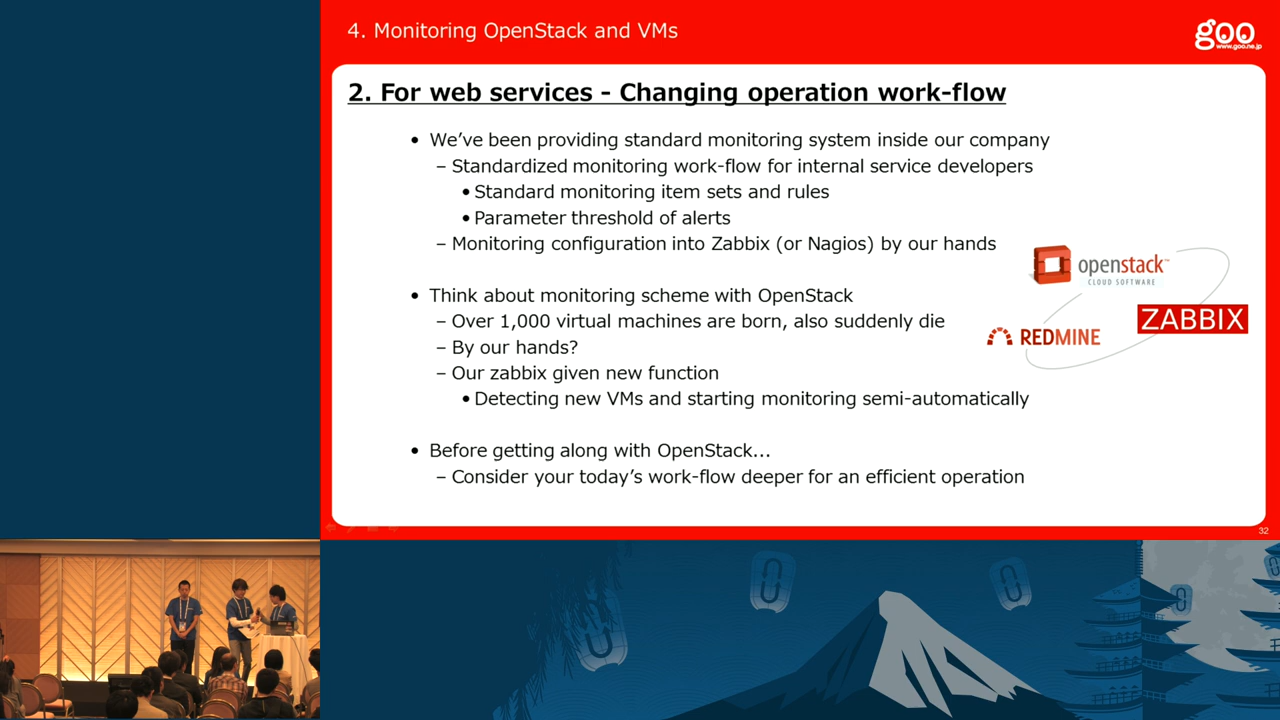 4. Monitoring OpenStack and VMs
goo
www.goo.ne.jp
2. For web services - Changing operation work-flow
• We’ve been providing standard monitoring system inside our company
– Standardized monitoring work-flow for internal service developers
• Standard monitoring item sets and rules
• Parameter threshold of alerts
– Monitoring configuration into Zabbix (or Nagios) by our hands
• Think about monitoring scheme with OpenStack
– Over 1,000 virtual machines are born, also suddenly die
– By our hands?
– Our zabbix given new function
• Detecting new VMs and starting monitoring semi-automatically
• Before getting along with OpenStack...
– Consider your today’s work-flow deeper for an efficient operation
openstack™
CLOUD SOFTWARE
ZABBIX
REDMINE
32